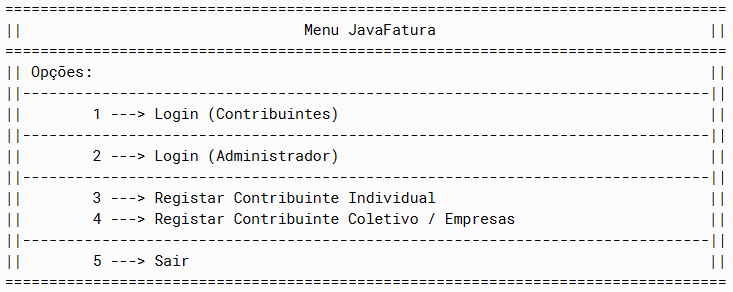 ==================================================================================
|| Menu JavaFatura ||
==================================================================================
|| Opções: ||
||------------------------------------------------------------------------------||
|| 1 ---> Login (Contribuintes) ||
||------------------------------------------------------------------------------||
|| 2 ---> Login (Administrador) ||
||------------------------------------------------------------------------------||
|| 3 ---> Registar Contribuinte Individual ||
|| 4 ---> Registar Contribuinte Coletivo / Empresas ||
||------------------------------------------------------------------------------||
|| 5 ---> Sair ||
==================================================================================